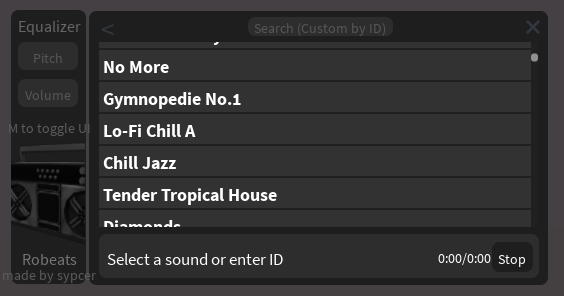 Equalizer
Pitch
Volume
M to toggle UI
Robeats
made by sypcer
<
Search (Custom by ID)
No More
Gymnopedie No.1
Lo-Fi Chill A
Chill Jazz
Tender Tropical House
Diamonds
Select a sound or enter ID
0:00/0:00
Stop